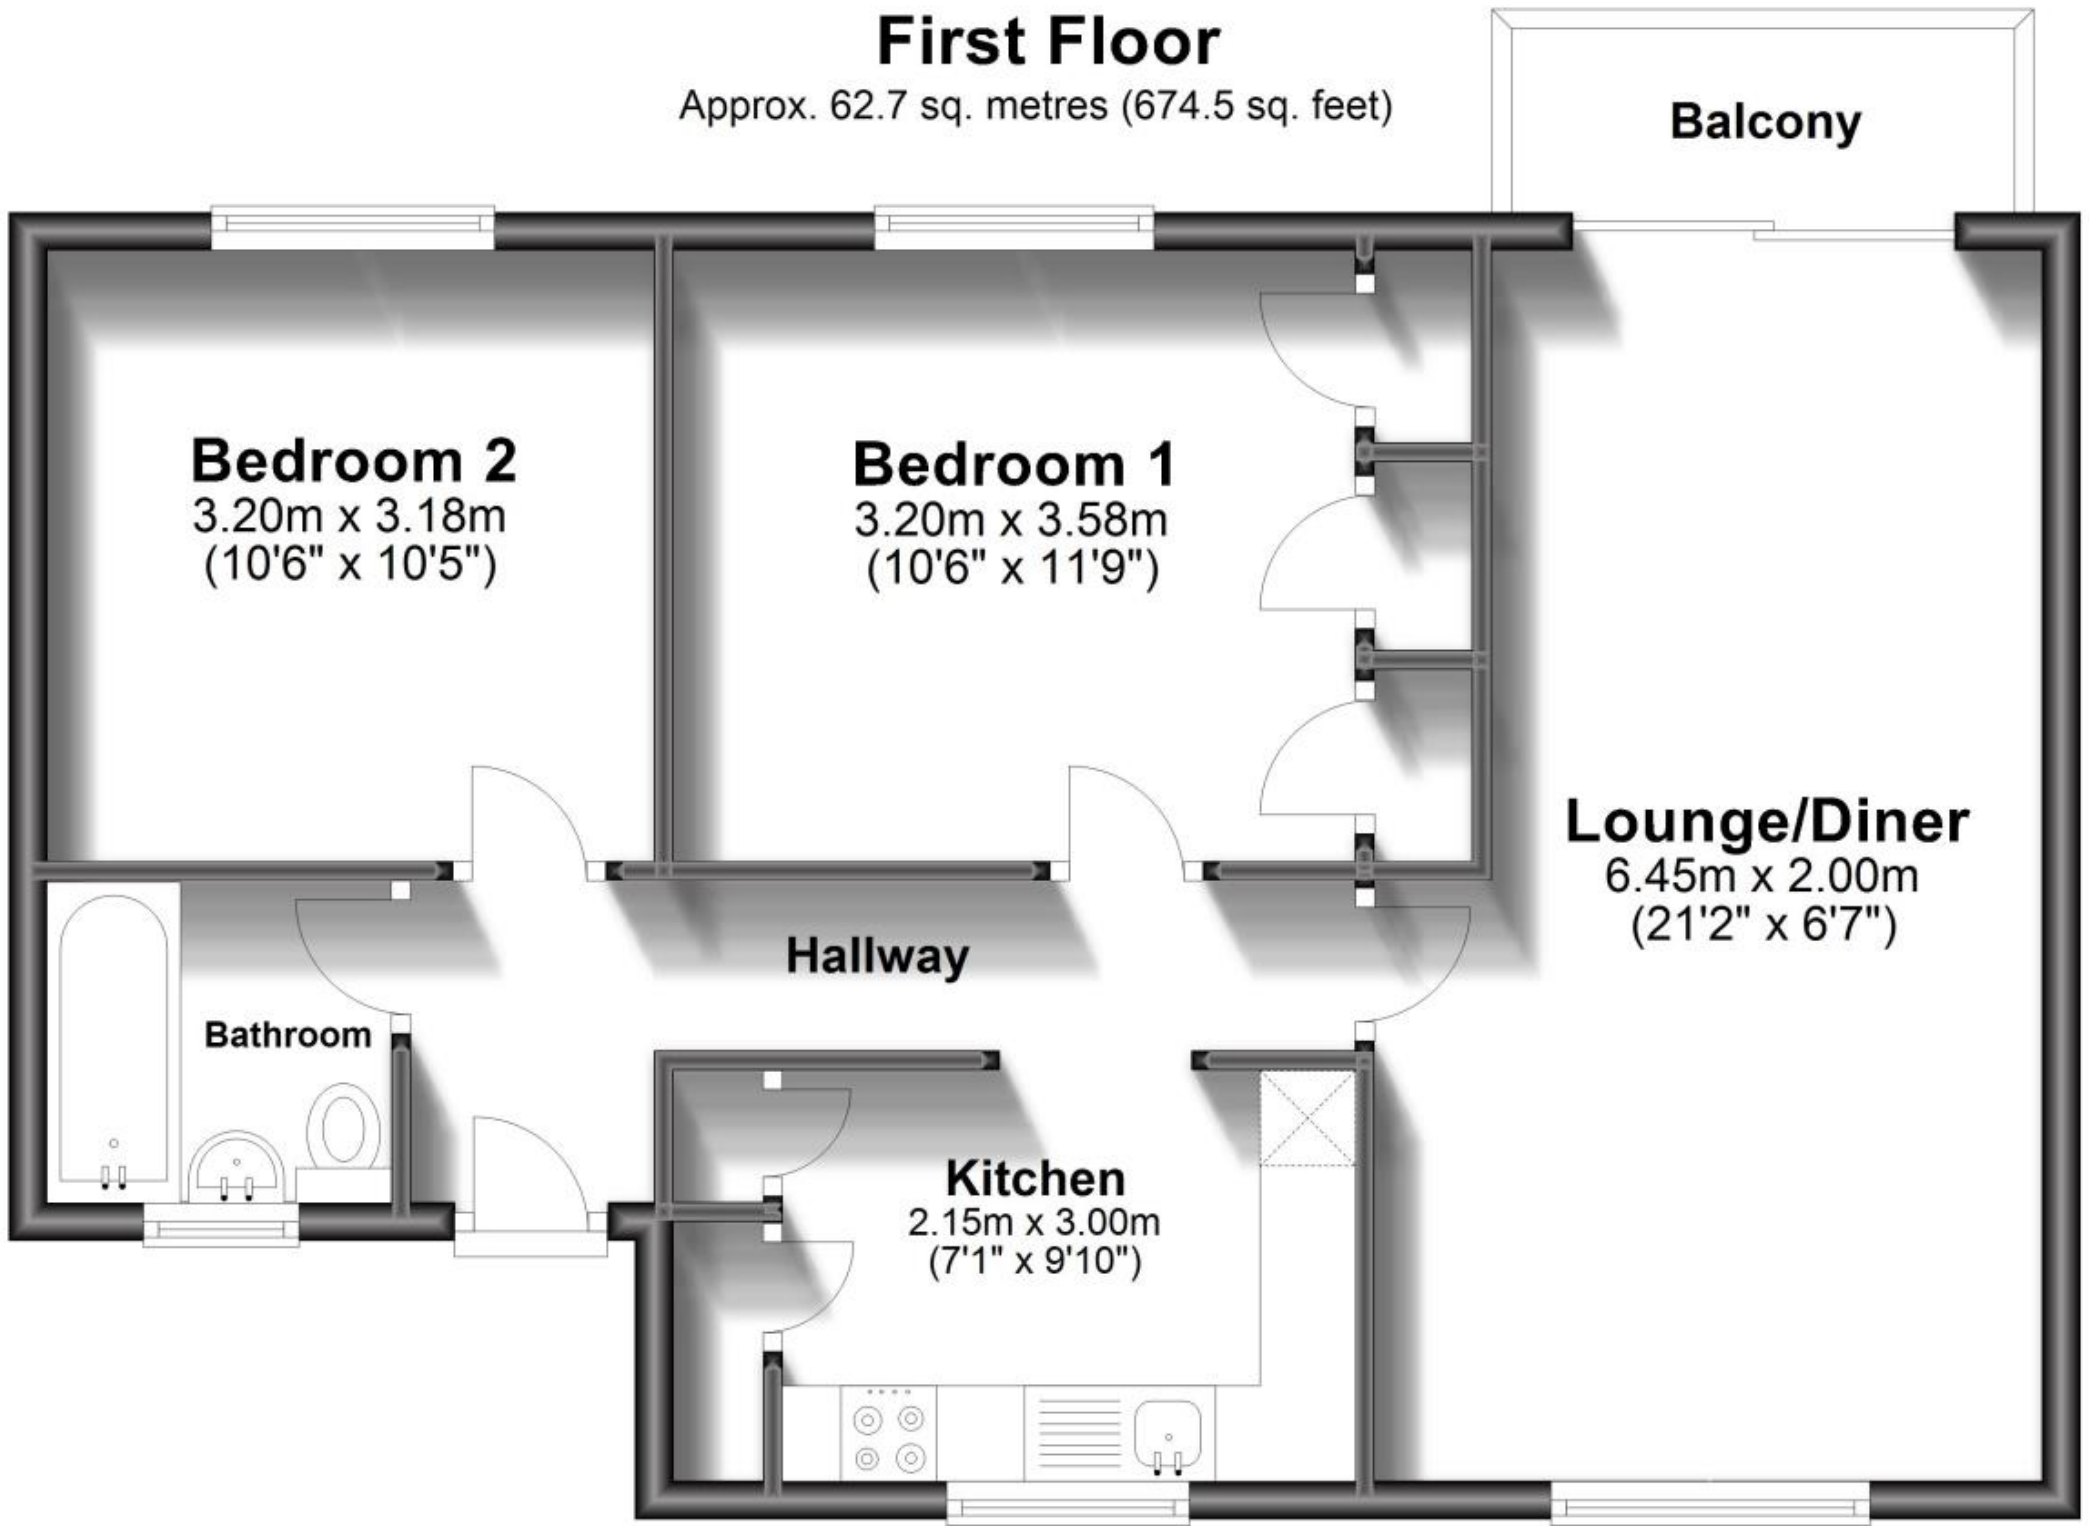 First Floor
Approx. 62.7 sq. metres (674.5 sq. feet)
Balcony
Bedroom 2
3.20m x 3.18m
(10'6" x 10'5")
Bedroom 1
3.20m x 3.58m
(10'6" x 11'9")
Lounge/Diner
6.45m x 2.00m
(21'2" x 6'7")
Hallway
Bathroom
Kitchen
2.15m x 3.00m
(7'1" x 9'10")